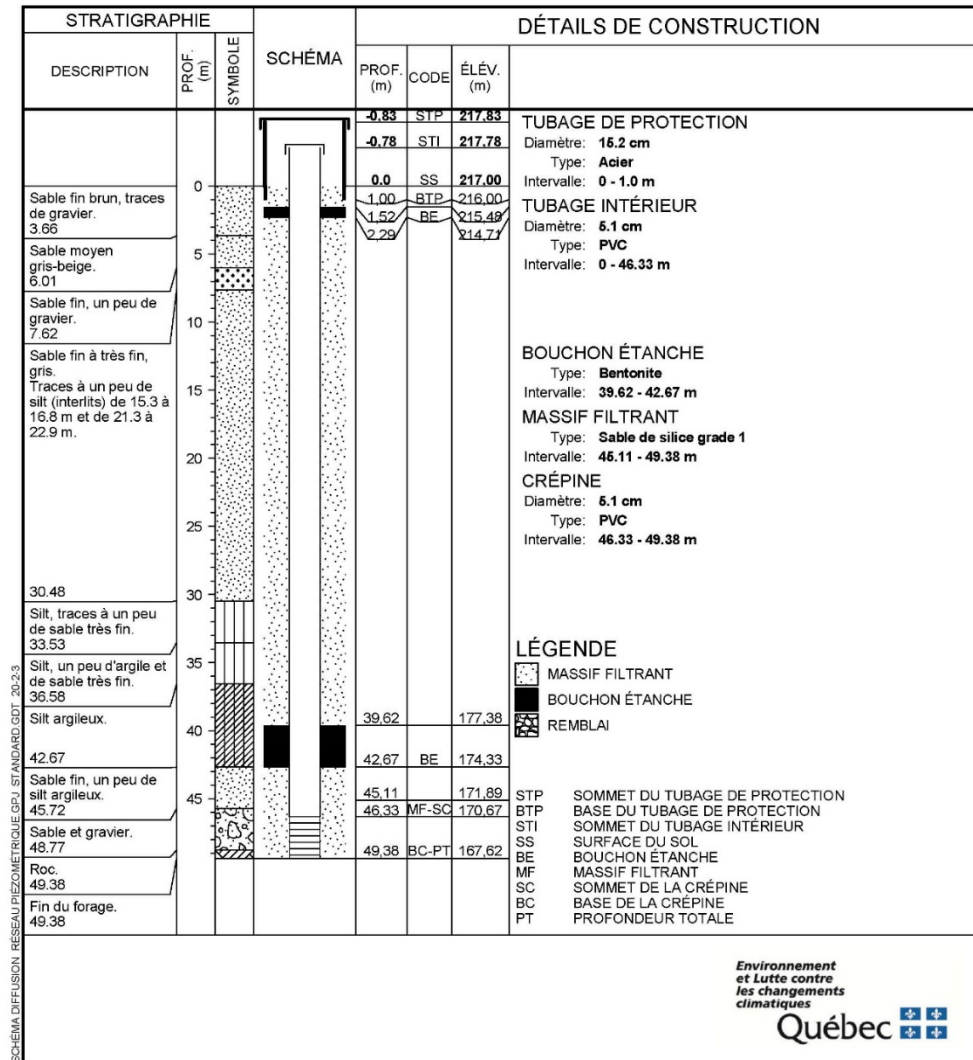 STRATIGRAPHIE
DESCRIPTION
PROF. (m)
SYMBOLE
SCHÉMA
DÉTAILS DE CONSTRUCTION
PROF. (m)
CODE
ÉLÉV. (m)
-0,83 STP 217,83
-0,78 STI 217,78
0.0 SS 217,00
1,00 BTP 216,00
1,52 BE 215,48
2,29 214,71
39,62 177,38
42,67 BE 174,33
45,11 171,89
46,33 MF-SC 170,67
49,38 BC-PT 167,62
Sable fin brun, traces
de gravier.
3.66
Sable moyen
gris-beige.
6.01
Sable fin, un peu de
gravier.
7.62
Sable fin à très fin,
gris.
Traces à un peu de
silt (interlits) de 15.3 à
16.8 m et de 21.3 à
22.9 m.
30.48
Silt, traces à un peu
de sable très fin.
33.53
Silt, un peu d'argile et
de sable très fin.
36.58
Silt argileux.
42.67
Sable fin, un peu de
silt argileux.
45.72
Sable et gravier.
48.77
Roc.
49.38
Fin du forage.
49.38
0
5
10
15
20
25
30
35
40
45
TUBAGE DE PROTECTION
Diamètre: 15.2 cm
Type: Acier
Intervalle: 0 - 1.0 m
TUBAGE INTÉRIEUR
Diamètre: 5.1 cm
Type: PVC
Intervalle: 0 - 46.33 m
BOUCHON ÉTANCHE
Type: Bentonite
Intervalle: 39.62 - 42.67 m
MASSIF FILTRANT
Type: Sable de silice grade 1
Intervalle: 45.11 - 49.38 m
CRÉPINE
Diamètre: 5.1 cm
Type: PVC
Intervalle: 46.33 - 49.38 m
LÉGENDE
MASSIF FILTRANT
BOUCHON ÉTANCHE
REMBLAI
STP SOMMET DU TUBAGE DE PROTECTION
BTP BASE DU TUBAGE DE PROTECTION
STI SOMMET DU TUBAGE INTÉRIEUR
SS SURFACE DU SOL
BE BOUCHON ÉTANCHE
MF MASSIF FILTRANT
SC SOMMET DE LA CRÉPINE
BC BASE DE LA CRÉPINE
PT PROFONDEUR TOTALE
SCHÉMA DIFFUSION RÉSEAU PIÉZOMÉTRIQUE.GPJ STANDARD.GDT 20-2-3
Environnement
et Lutte contre
les changements
climatiques
Québec